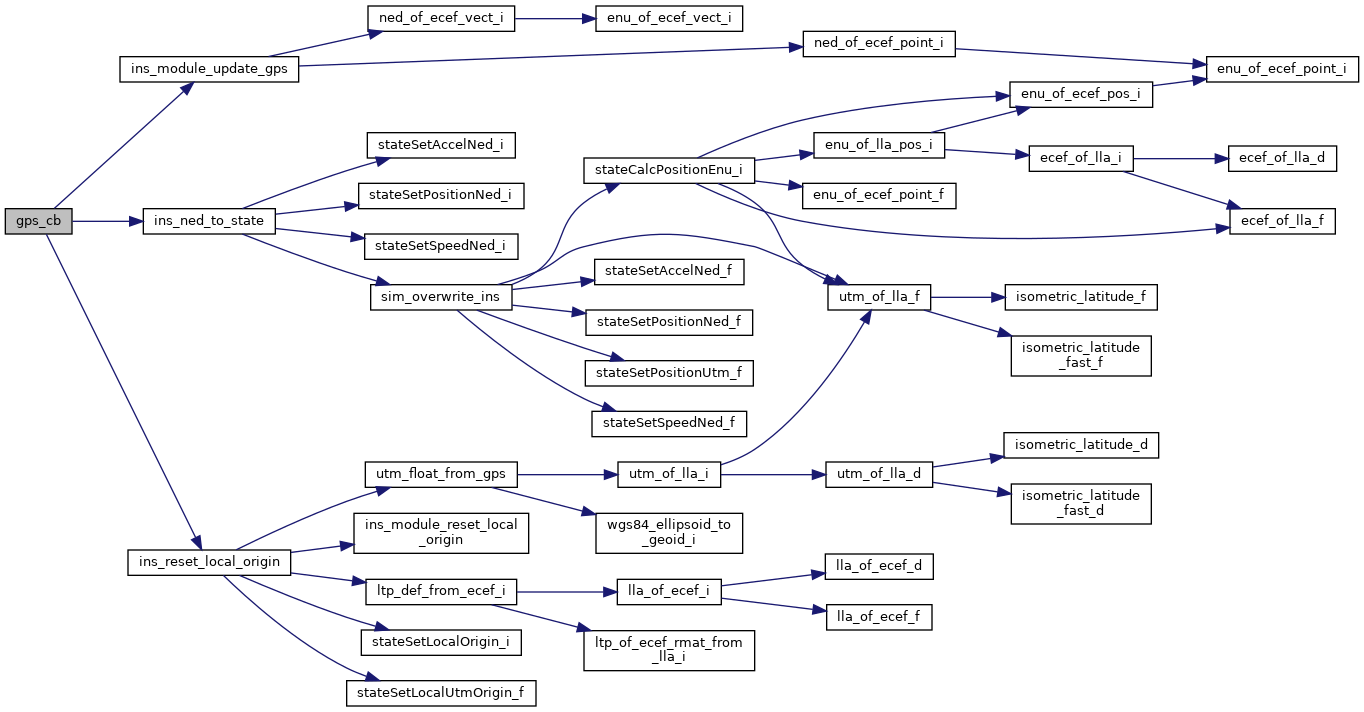 ned_of_ecef_vect_i
enu_of_ecef_vect_i
ned_of_ecef_point_i
ins_module_update_gps
enu_of_ecef_point_i
enu_of_ecef_pos_i
stateSetAccelNed_i
enu_of_lla_pos_i
ecef_of_lla_i
ecef_of_lla_d
stateCalcPositionEnu_i
stateSetPositionNed_i
enu_of_ecef_point_f
gps_cb
ins_ned_to_state
ecef_of_lla_f
stateSetSpeedNed_i
stateSetAccelNed_f
sim_overwrite_ins
utm_of_lla_f
isometric_latitude_f
stateSetPositionNed_f
isometric_latitude
_fast_f
stateSetPositionUtm_f
stateSetSpeedNed_f
isometric_latitude_d
utm_float_from_gps
utm_of_lla_i
utm_of_lla_d
isometric_latitude
_fast_d
ins_module_reset_local
_origin
wgs84_ellipsoid_to
_geoid_i
ins_reset_local_origin
lla_of_ecef_d
ltp_def_from_ecef_i
lla_of_ecef_i
lla_of_ecef_f
stateSetLocalOrigin_i
ltp_of_ecef_rmat_from
_lla_i
stateSetLocalUtmOrigin_f